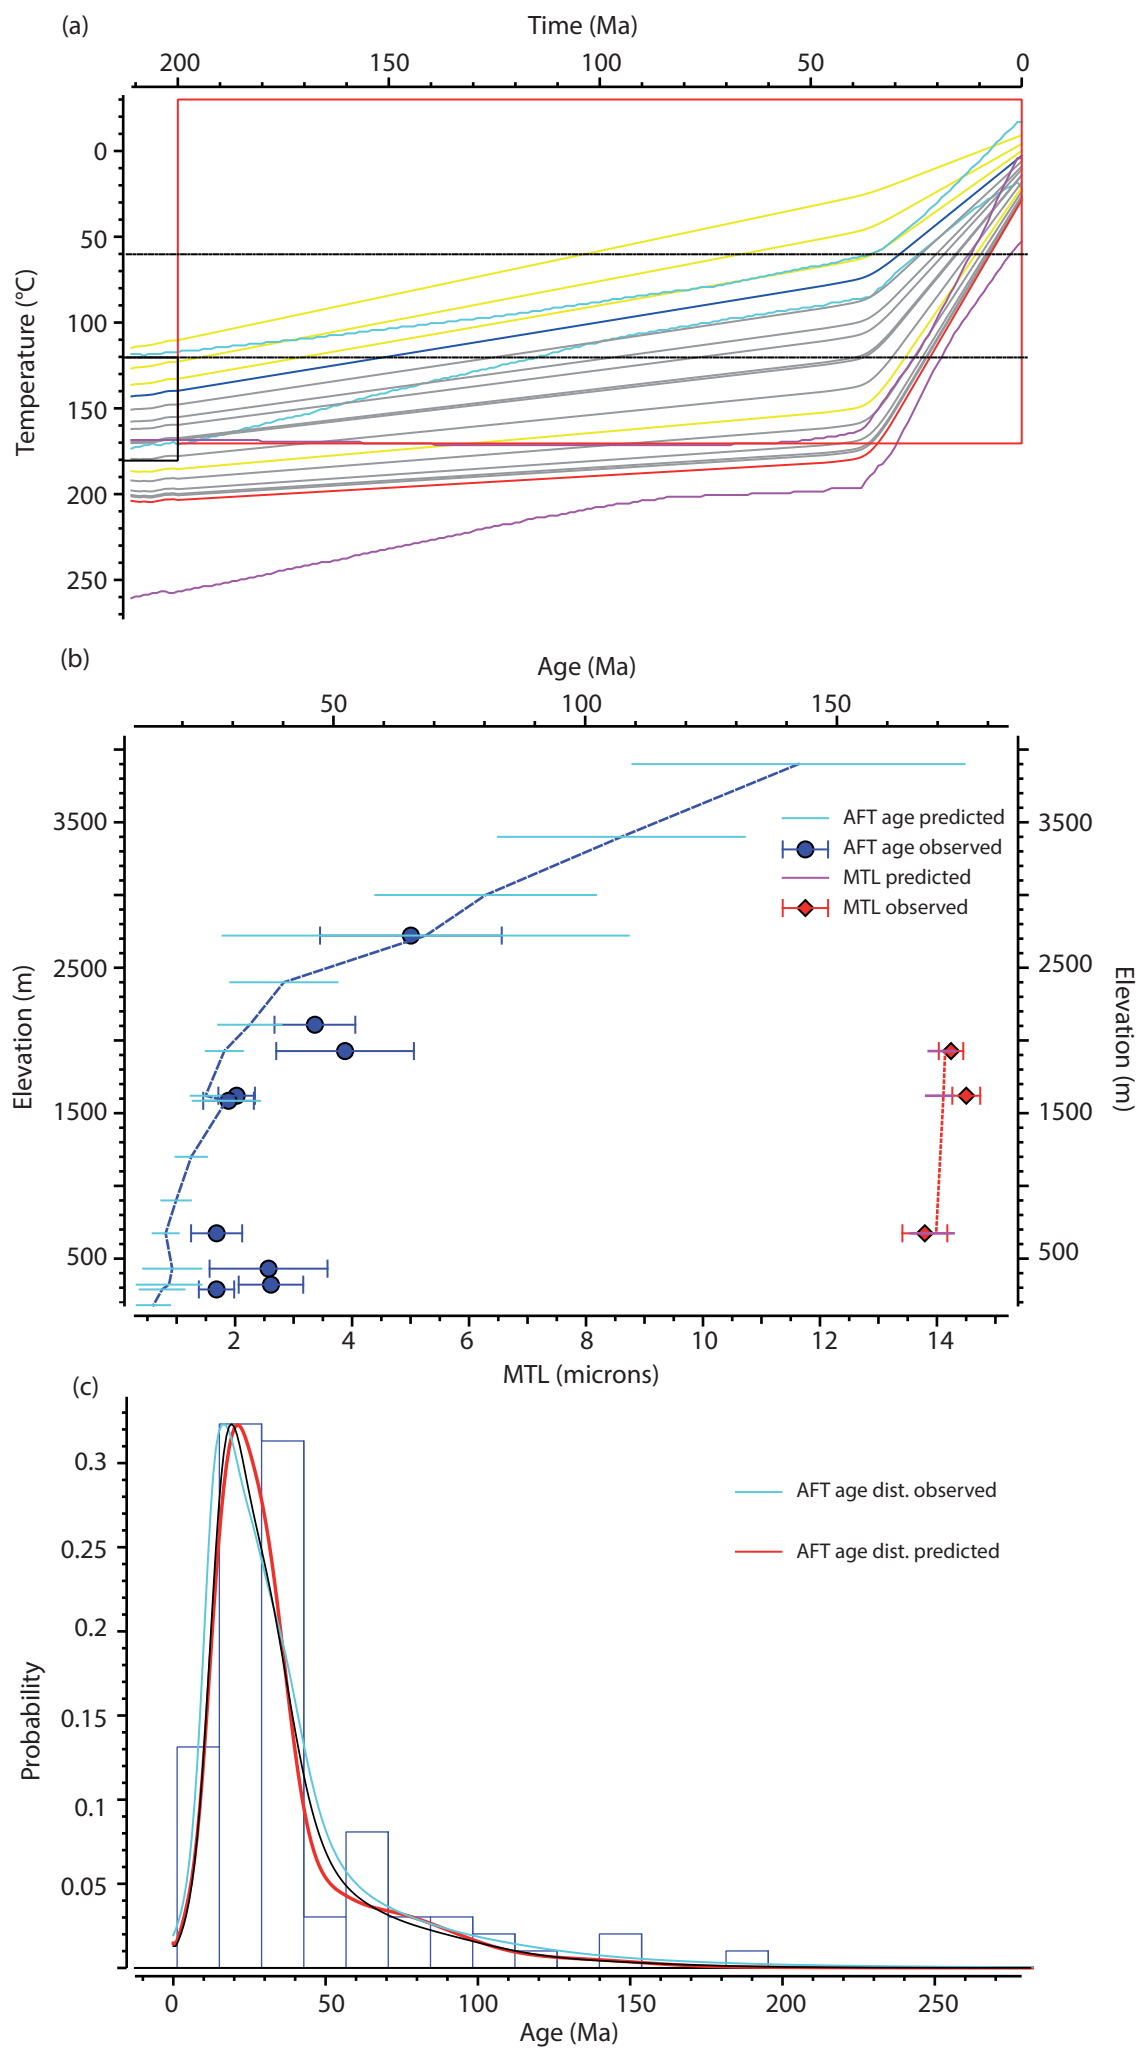 (a)
Time (Ma)
200 150 100 50 0
0
50
100
150
200
250
Temperature (°C)
(b)
Age (Ma)
50 100 150
3500
2500
1500
500
Elevation (m)
AFT age predicted
AFT age observed
MTL predicted
MTL observed
3500
2500
1500
500
Elevation (m)
2 4 6 8 10 12 14
MTL (microns)
(c)
0.3
0.25
0.2
0.15
0.1
0.05
Probability
AFT age dist. observed
AFT age dist. predicted
0 50 100 150 200 250
Age (Ma)